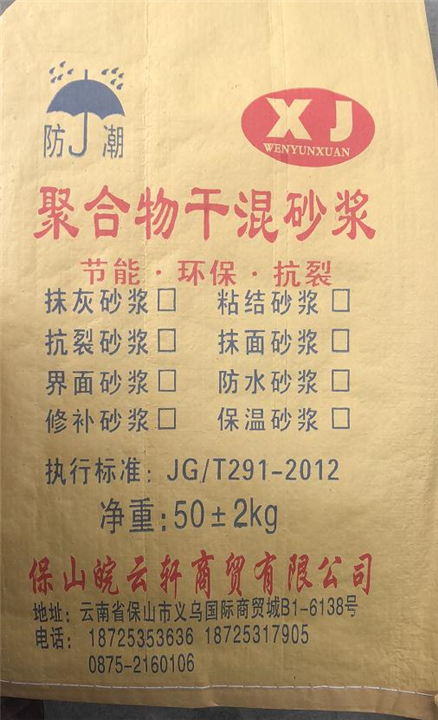 防潮
XJ
WENYUNXUAN
聚合物干混砂浆
节能·环保·抗裂
抹灰砂浆□ 粘结砂浆□
抗裂砂浆□ 抹面砂浆□
界面砂浆□ 防水砂浆□
修补砂浆□ 保温砂浆□
执行标准: JG/T291-2012
净重: 50±2kg
保山皖云轩商贸有限公司
地址: 云南省保山市义乌国际商贸城B1-6138号
电话: 18725353636 18725317905
0875-2160106